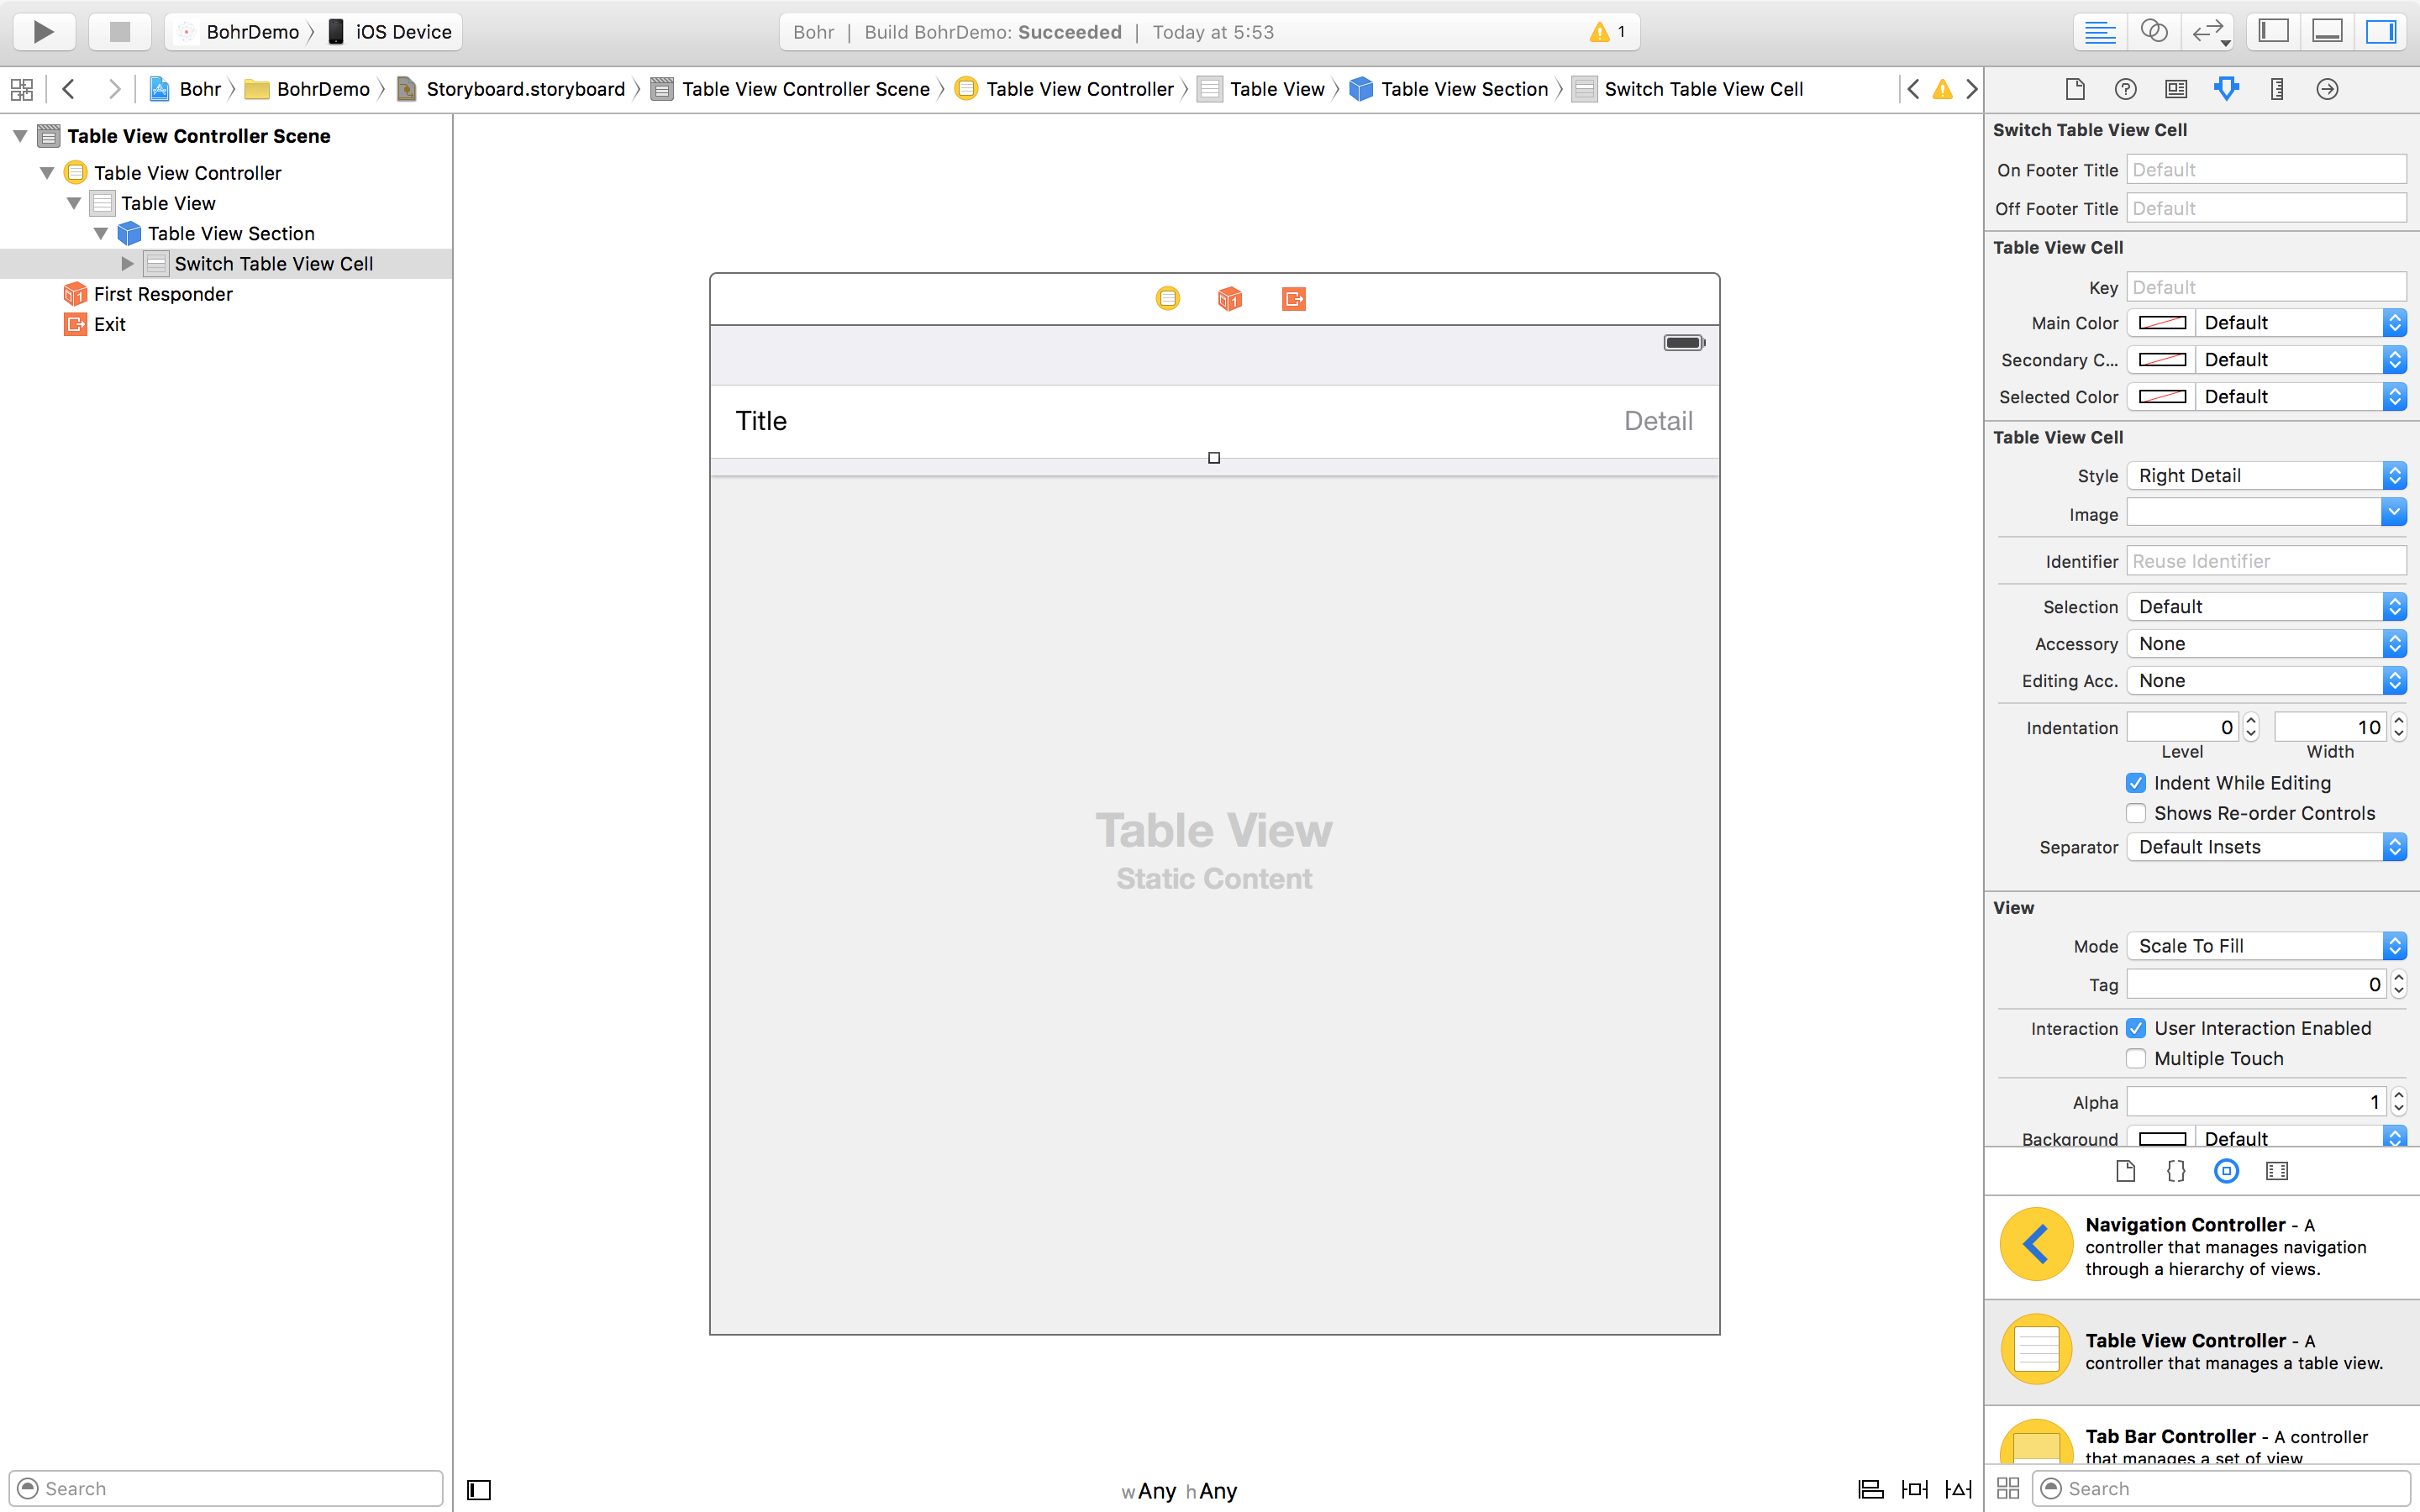 BohrDemo
iOS Device
Bohr | Build BohrDemo: Succeeded | Today at 5:53
1
Bohr
BohrDemo
Storyboard.storyboard
Table View Controller Scene
Table View Controller
Table View
Table View Section
Switch Table View Cell
Table View Controller Scene
Table View Controller
Table View
Table View Section
Switch Table View Cell
First Responder
Exit
Search
Title
Detail
Table View
Static Content
wAny hAny
Switch Table View Cell
On Footer Title Default
Off Footer Title Default
Table View Cell
Key Default
Main Color Default
Secondary C... Default
Selected Color Default
Table View Cell
Style Right Detail
Image
Identifier Reuse Identifier
Selection Default
Accessory None
Editing Acc. None
Indentation 0 10
Level Width
Indent While Editing
Shows Re-order Controls
Separator Default Insets
View
Mode Scale To Fill
Tag 0
Interaction User Interaction Enabled
Multiple Touch
Alpha 1
Background Default
Navigation Controller - A
controller that manages navigation
through a hierarchy of views.
Table View Controller - A
controller that manages a table view.
Tab Bar Controller - A controller
that manages a set of view
Search